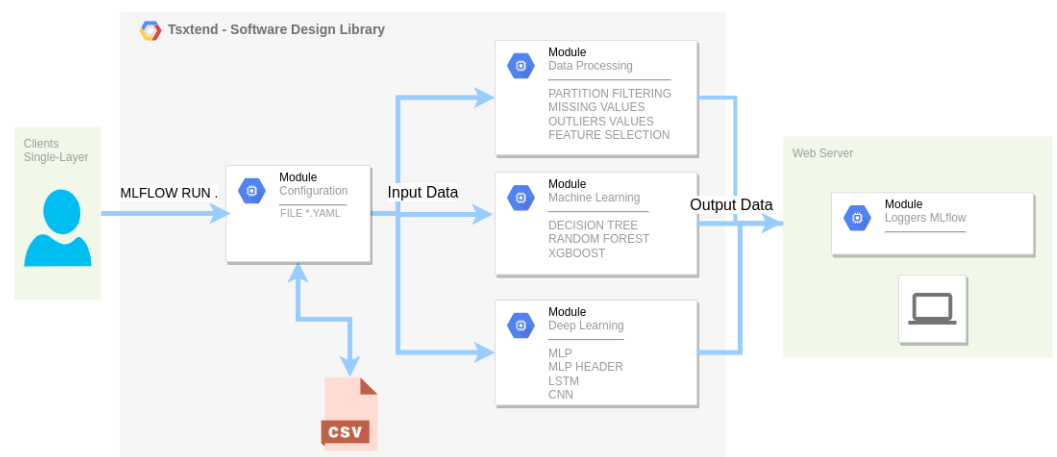 Tsxtend - Software Design Library
Clients
Single-Layer
MLFLOW RUN .
Module
Configuration
FILE *.YAML
CSV
Input Data
Module
Data Processing
PARTITION FILTERING
MISSING VALUES
OUTLIERS VALUES
FEATURE SELECTION
Module
Machine Learning
DECISION TREE
RANDOM FOREST
XGBOOST
Module
Deep Learning
MLP
MLP HEADER
LSTM
CNN
Output Data
Web Server
Module
Loggers MLflow